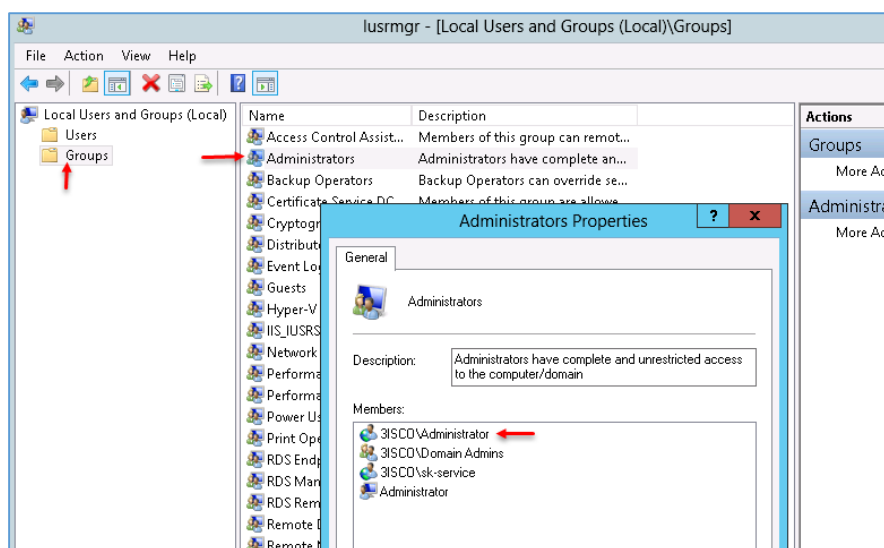 lusrmgr - [Local Users and Groups (Local)\Groups]
File Action View Help
Local Users and Groups (Local)
Users
Groups
Name Description
Access Control Assist... Members of this group can remot...
Administrators Administrators have complete an...
Backup Operators Backup Operators can override se...
Certificate Service DC Members of this group are allowe
Cryptogr
Distribut
Event Lo
Guests
Hyper-V
IIS_IUSRS
Network
Performa
Performa
Power Us
Print Ope
RDS Endp
RDS Man
RDS Rem
Remote
Remote
Actions
Groups
More Ac
Administra
More Ac
Administrators Properties
? x
General
Administrators
Description:
Administrators have complete and unrestricted access
to the computer/domain
Members:
3ISCO\Administrator
3ISCO\Domain Admins
3ISCO\sk-service
Administrator